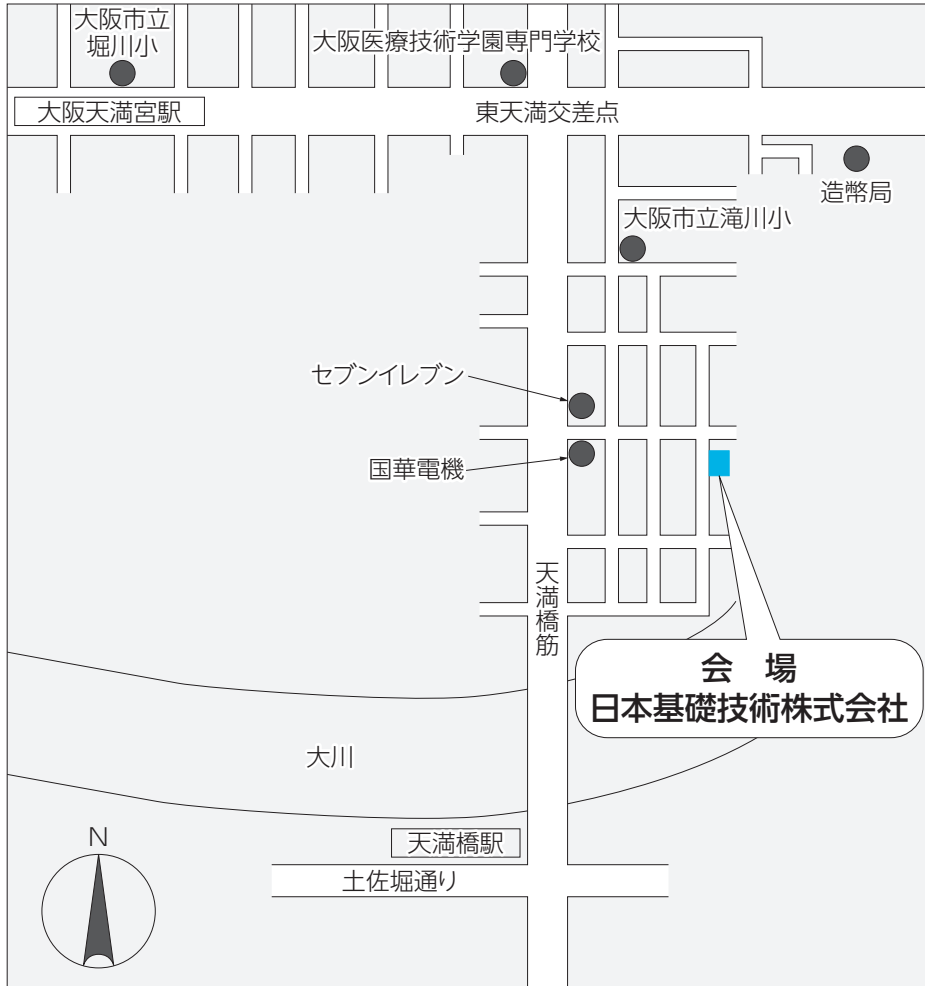 大阪市立
堀川小
大阪医療技術学園専門学校
大阪天満宮駅
東天満交差点
造幣局
大阪市立滝川小
セブンイレブン
国華電機
天満橋筋
会 場
日本基礎技術株式会社
大川
天満橋駅
土佐堀通り
N